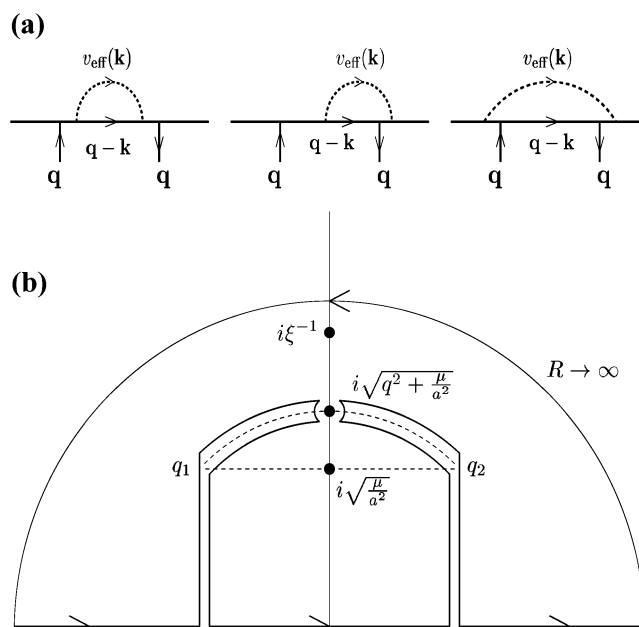 (a)
v_eff(k) v_eff(k) v_eff(k)
q − k q − k q − k
q q q q q q
(b)
iξ⁻¹
R → ∞
i√(q² + μ/a²)
q₁ q₂
i√(μ/a²)